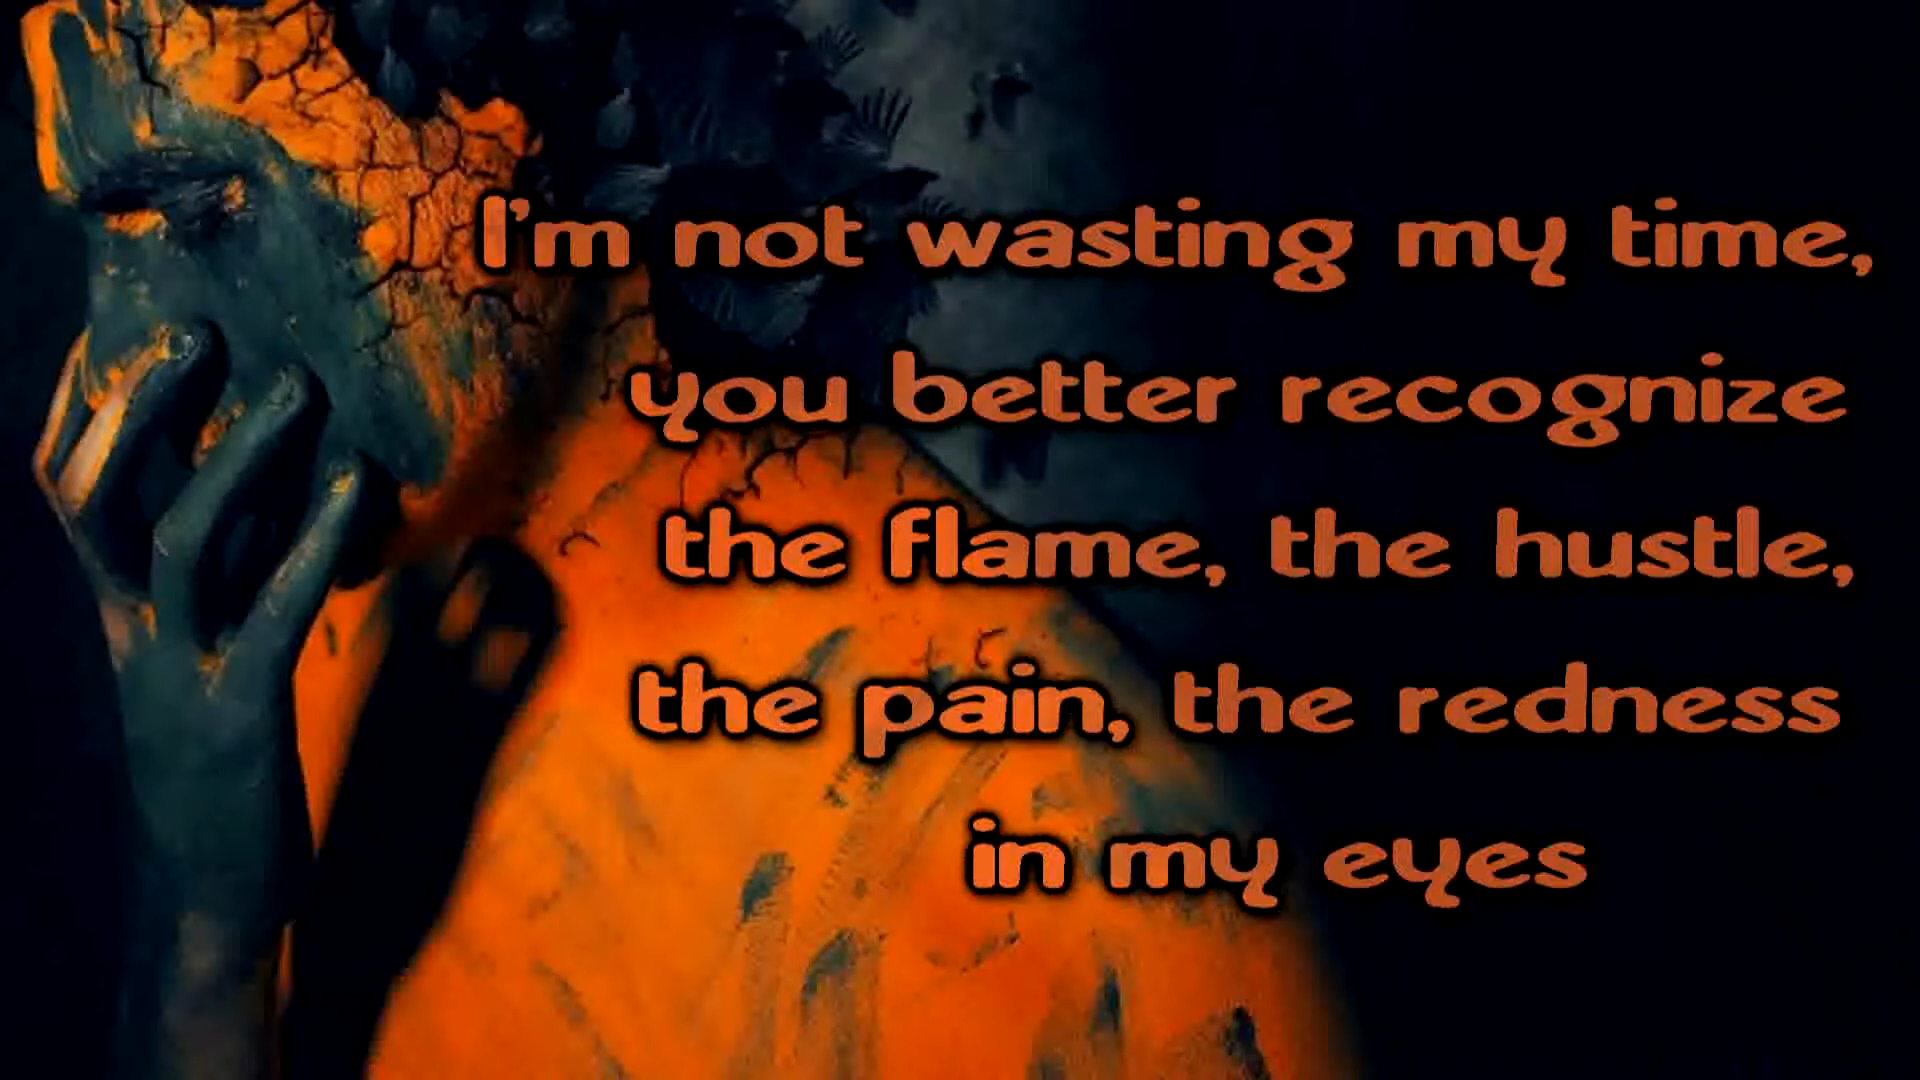 I'm not wasting my time,
you better recognize
the flame, the hustle,
the pain, the redness
in my eyes